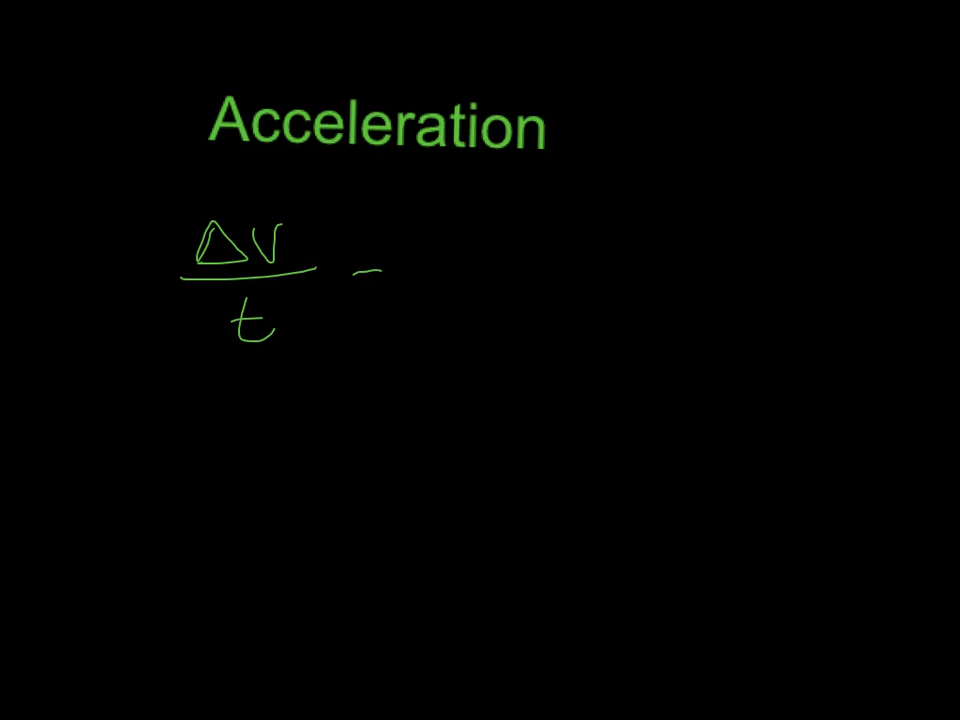 Acceleration
ΔV
t
-